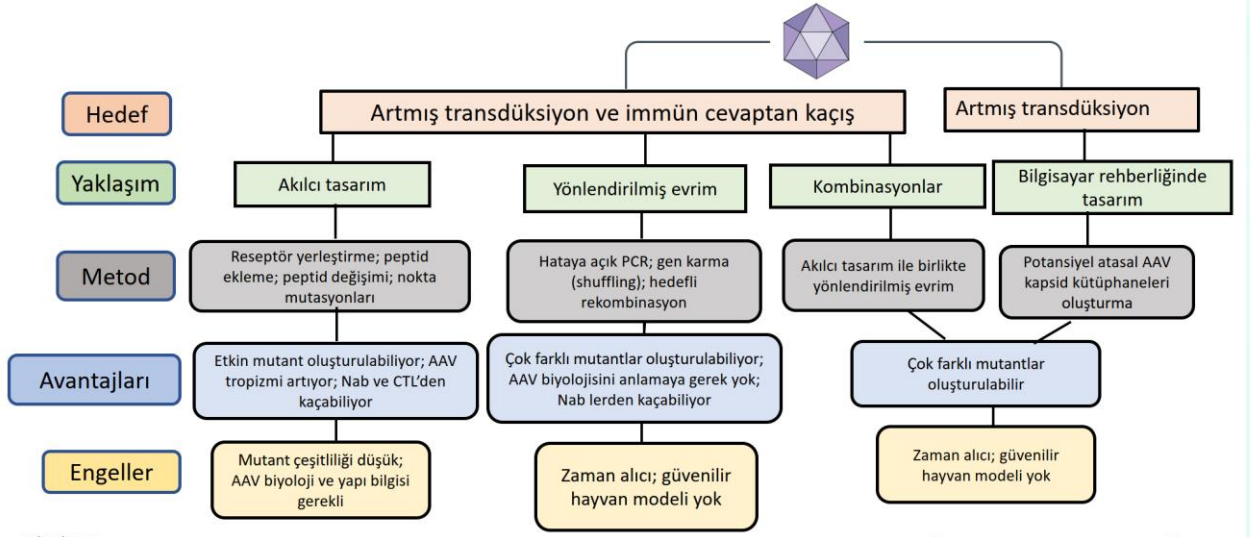 Hedef
Artmış transdüksiyon ve immün cevaptan kaçış
Artmış transdüksiyon
Yaklaşım
Akılcı tasarım
Yönlendirilmiş evrim
Kombinasyonlar
Bilgisayar rehberliğinde
tasarım
Metod
Reseptör yerleştirme; peptid
ekleme; peptid değişimi; nokta
mutasyonları
Hataya açık PCR; gen karma
(shuffling); hedefli
rekombinasyon
Akılcı tasarım ile birlikte
yönlendirilmiş evrim
Potansiyel atasal AAV
kapsid kütüphaneleri
oluşturma
Avantajları
Etkin mutant oluşturulabiliyor; AAV
tropizmi artıyor; Nab ve CTL’den
kaçabiliyor
Çok farklı mutantlar oluşturulabiliyor;
AAV biyolojisini anlamaya gerek yok;
Nab lerden kaçabiliyor
Çok farklı mutantlar
oluşturulabilir
Engeller
Mutant çeşitliliği düşük;
AAV biyoloji ve yapı bilgisi
gerekli
Zaman alıcı; güvenilir
hayvan modeli yok
Zaman alıcı; güvenilir
hayvan modeli yok